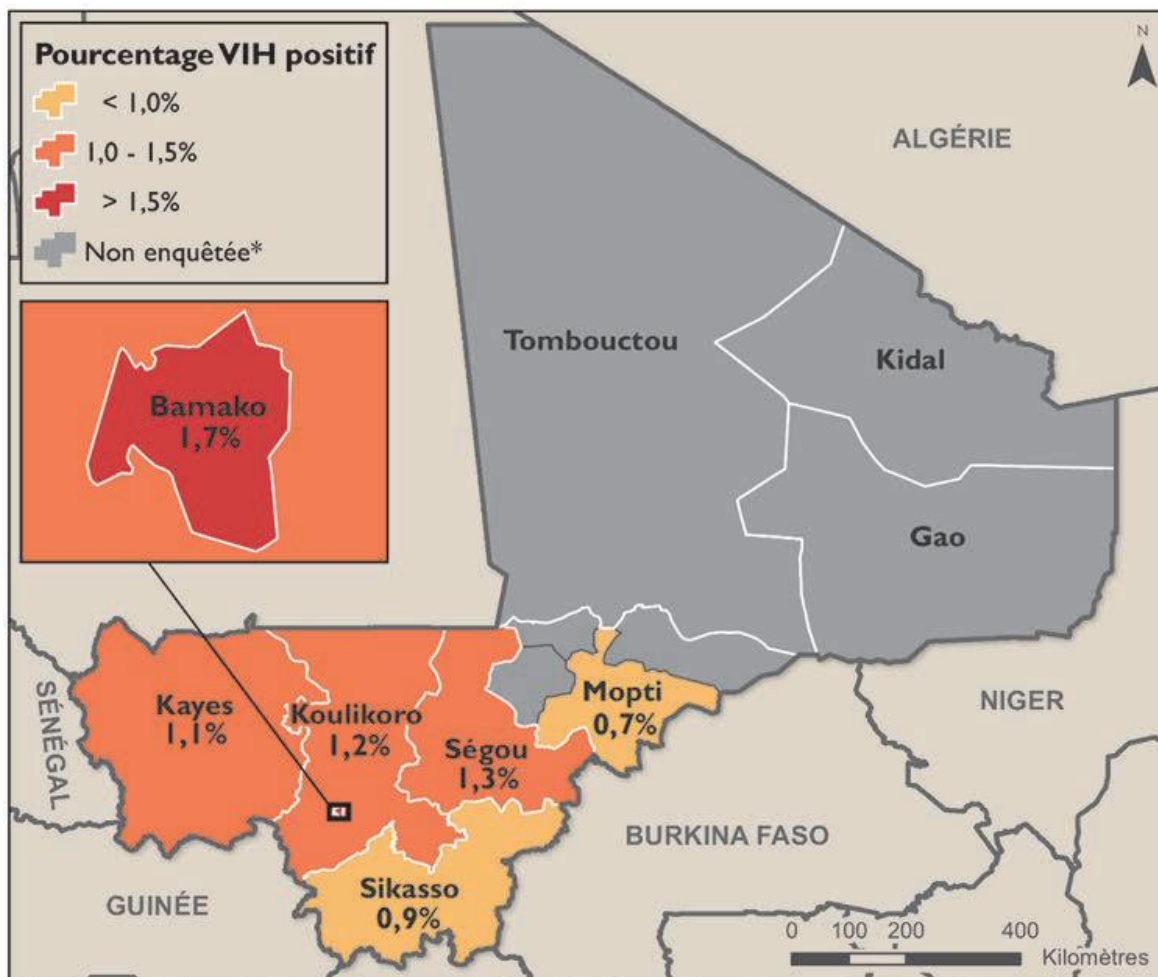 Pourcentage VIH positif
< 1,0%
1,0 - 1,5%
> 1,5%
Non enquêtée*
N
ALGÉRIE
Tombouctou
Kidal
Bamako
1,7%
Gao
SÉNÉGAL
Kayes
1,1%
Koulikoro
1,2%
Ségou
1,3%
Mopti
0,7%
NIGER
BURKINA FASO
Sikasso
0,9%
GUINÉE
0 100 200 400
Kilomètres